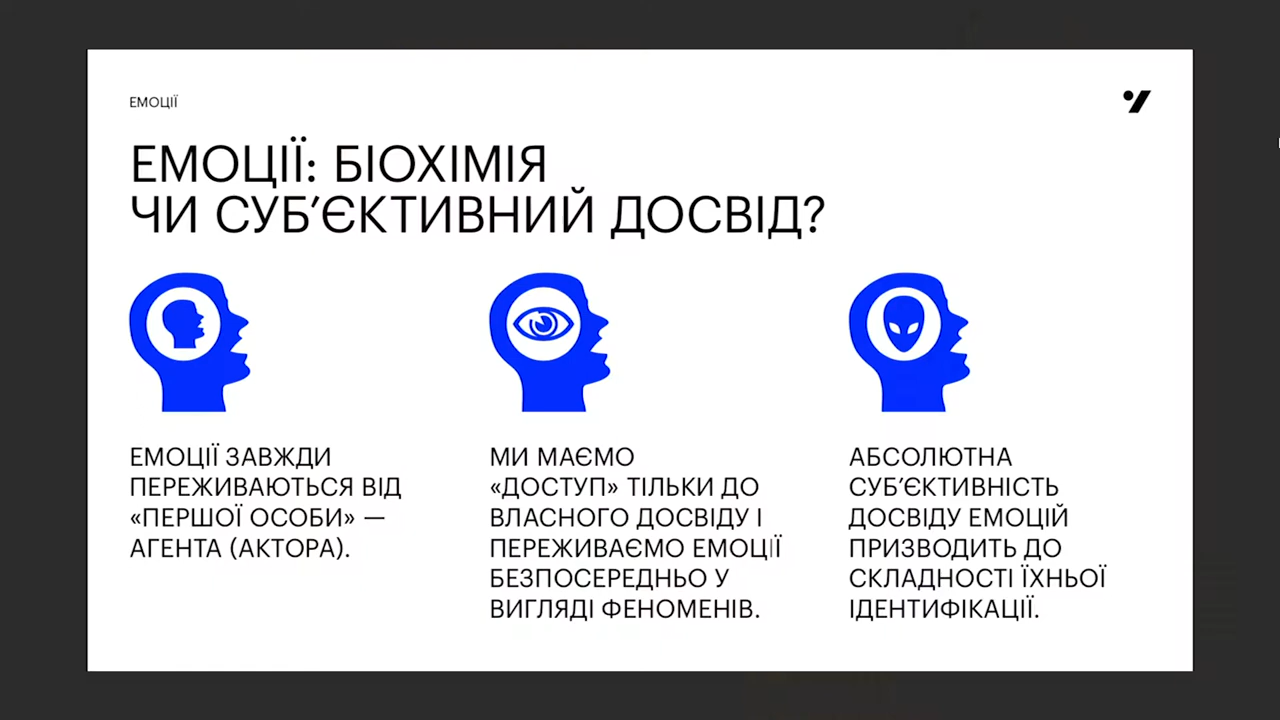 ЕМОЦІЇ
ЕМОЦІЇ: БІОХІМІЯ
ЧИ СУБ’ЄКТИВНИЙ ДОСВІД?
ЕМОЦІЇ ЗАВЖДИ
ПЕРЕЖИВАЮТЬСЯ ВІД
«ПЕРШОЇ ОСОБИ» —
АГЕНТА (АКТОРА).
МИ МАЄМО
«ДОСТУП» ТІЛЬКИ ДО
ВЛАСНОГО ДОСВІДУ І
ПЕРЕЖИВАЄМО ЕМОЦІЇ
БЕЗПОСЕРЕДНЬО У
ВИГЛЯДІ ФЕНОМЕНІВ.
АБСОЛЮТНА
СУБ’ЄКТИВНІСТЬ
ДОСВІДУ ЕМОЦІЙ
ПРИЗВОДИТЬ ДО
СКЛАДНОСТІ ЇХНЬОЇ
ІДЕНТИФІКАЦІЇ.